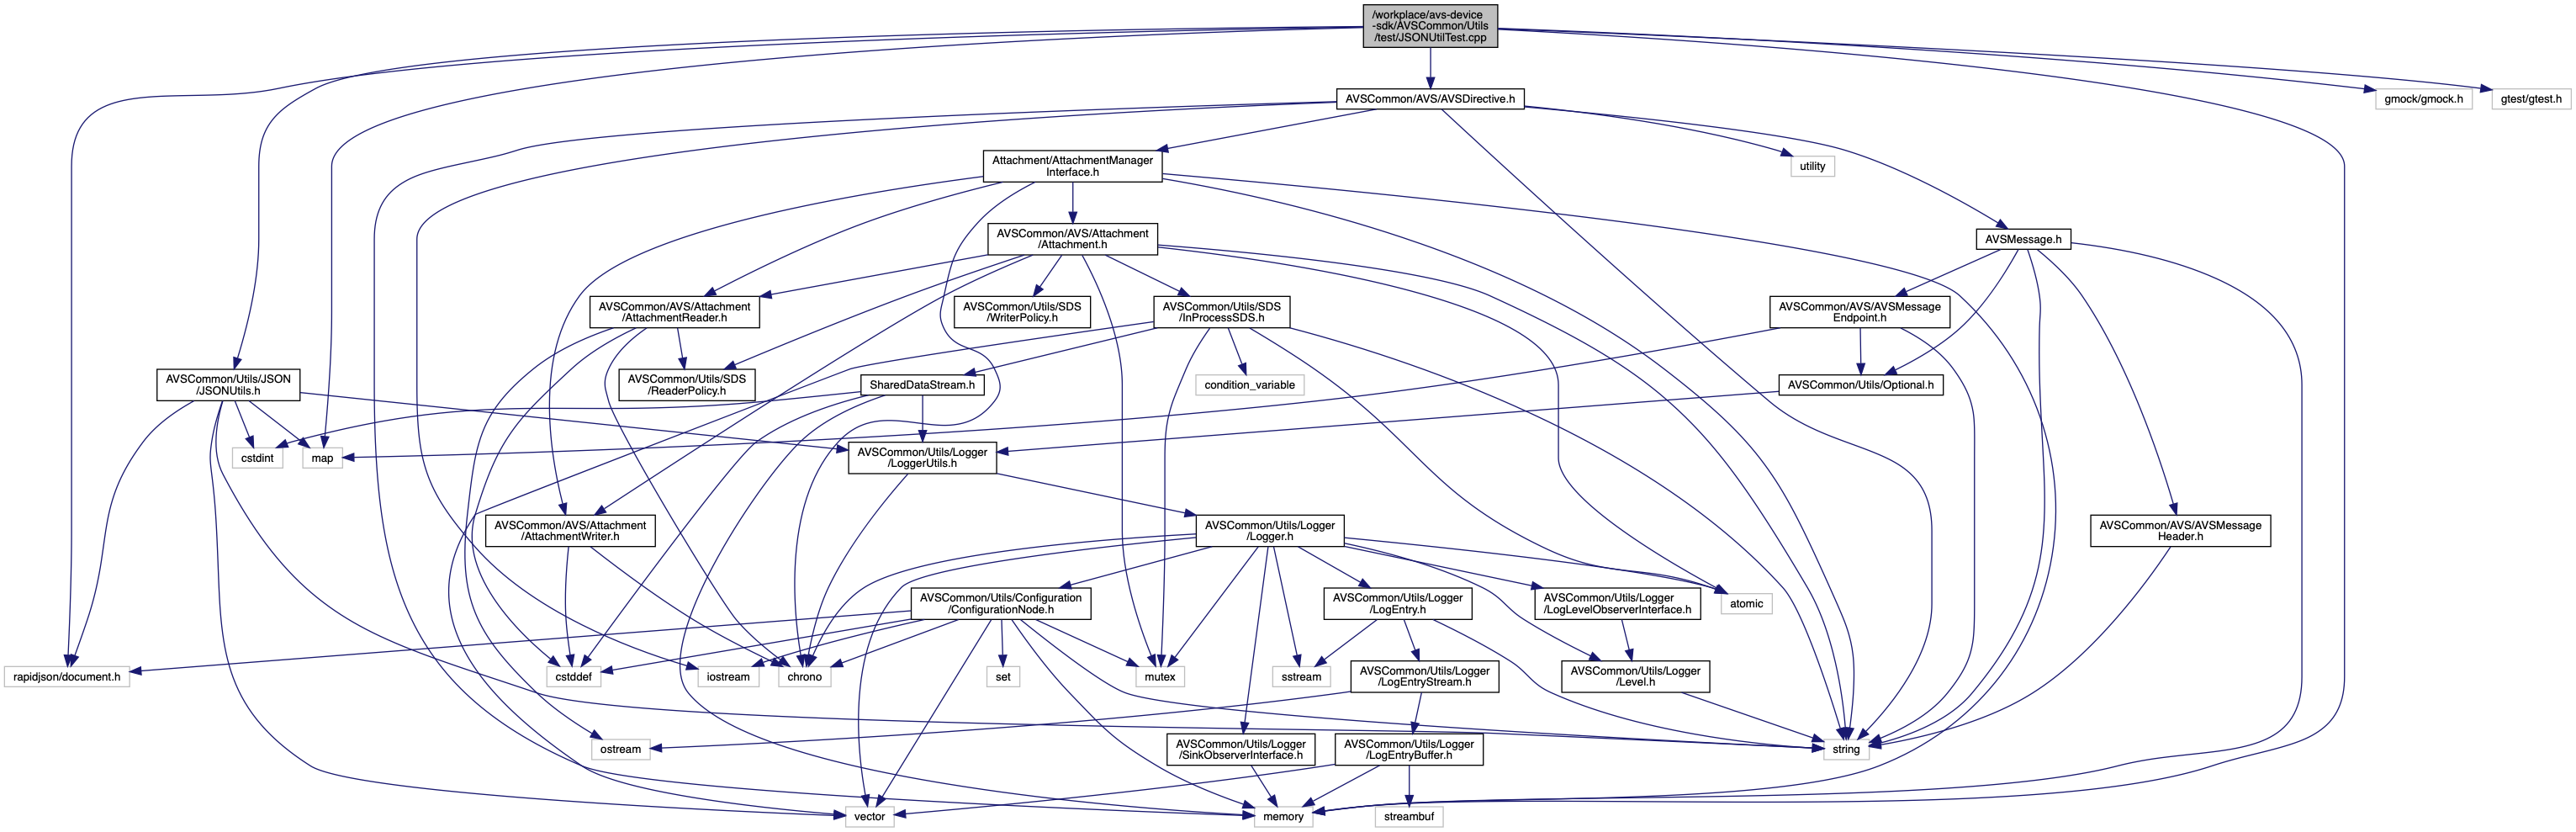 /workplace/avs-device
-sdk/AVSCommon/Utils
/test/JSONUtilTest.cpp
AVSCommon/AVS/AVSDirective.h
gmock/gmock.h
gtest/gtest.h
Attachment/AttachmentManager
Interface.h
utility
AVSCommon/AVS/Attachment
/Attachment.h
AVSMessage.h
AVSCommon/AVS/Attachment
/AttachmentReader.h
AVSCommon/Utils/SDS
/WriterPolicy.h
AVSCommon/Utils/SDS
/InProcessSDS.h
AVSCommon/AVS/AVSMessage
Endpoint.h
AVSCommon/Utils/JSON
/JSONUtils.h
AVSCommon/Utils/SDS
/ReaderPolicy.h
SharedDataStream.h
condition_variable
AVSCommon/Utils/Optional.h
cstdint
map
AVSCommon/Utils/Logger
/LoggerUtils.h
AVSCommon/AVS/Attachment
/AttachmentWriter.h
AVSCommon/Utils/Logger
/Logger.h
AVSCommon/AVS/AVSMessage
Header.h
AVSCommon/Utils/Configuration
/ConfigurationNode.h
AVSCommon/Utils/Logger
/LogEntry.h
AVSCommon/Utils/Logger
/LogLevelObserverInterface.h
atomic
rapidjson/document.h
cstddef
iostream
chrono
set
mutex
sstream
AVSCommon/Utils/Logger
/LogEntryStream.h
AVSCommon/Utils/Logger
/Level.h
ostream
AVSCommon/Utils/Logger
/SinkObserverInterface.h
AVSCommon/Utils/Logger
/LogEntryBuffer.h
string
vector
memory
streambuf